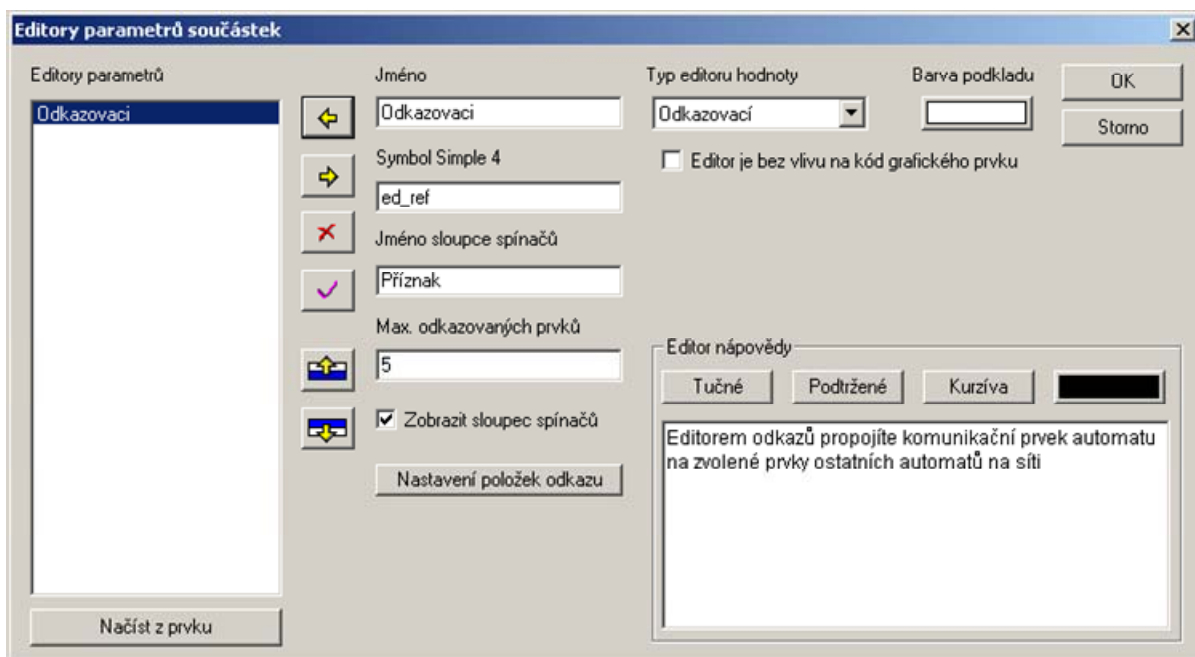 Editory parametrů součástek
Editory parametrů
Odkazovaci
Načíst z prvku
Jméno
Odkazovaci
Symbol Simple 4
ed_ref
Jméno sloupce spínačů
Příznak
Max. odkazovaných prvků
5
Zobrazit sloupec spínačů
Nastavení položek odkazu
Typ editoru hodnoty
Odkazovací
Barva podkladu
OK
Storno
Editor je bez vlivu na kód grafického prvku
Editor nápovědy
Tučné
Podtržené
Kurzíva
Editorem odkazů propojíte komunikační prvek automatu
na zvolené prvky ostatních automatů na síti